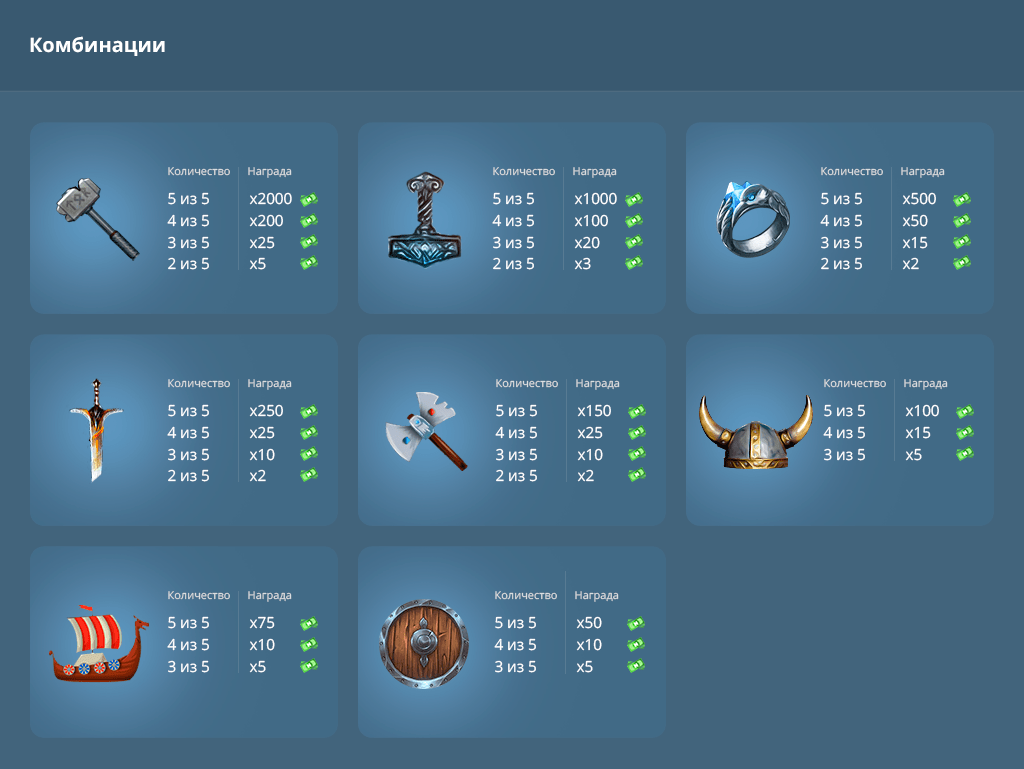 Комбинации
Количество Награда
5 из 5 x2000
4 из 5 x200
3 из 5 x25
2 из 5 x5
Количество Награда
5 из 5 x1000
4 из 5 x100
3 из 5 x20
2 из 5 x3
Количество Награда
5 из 5 x500
4 из 5 x50
3 из 5 x15
2 из 5 x2
Количество Награда
5 из 5 x250
4 из 5 x25
3 из 5 x10
2 из 5 x2
Количество Награда
5 из 5 x150
4 из 5 x25
3 из 5 x10
2 из 5 x2
Количество Награда
5 из 5 x100
4 из 5 x15
3 из 5 x5
Количество Награда
5 из 5 x75
4 из 5 x10
3 из 5 x5
Количество Награда
5 из 5 x50
4 из 5 x10
3 из 5 x5